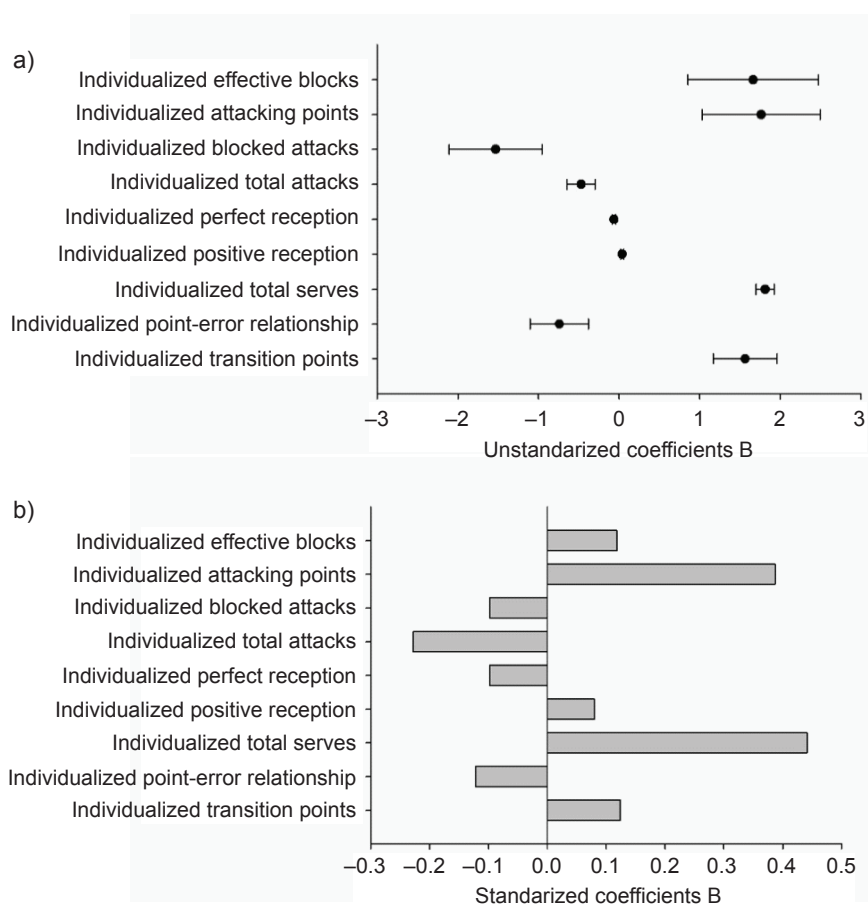 a)
Individualized effective blocks
Individualized attacking points
Individualized blocked attacks
Individualized total attacks
Individualized perfect reception
Individualized positive reception
Individualized total serves
Individualized point-error relationship
Individualized transition points
–3 –2 –1 0 1 2 3
Unstandarized coefficients B
b)
Individualized effective blocks
Individualized attacking points
Individualized blocked attacks
Individualized total attacks
Individualized perfect reception
Individualized positive reception
Individualized total serves
Individualized point-error relationship
Individualized transition points
–0.3 –0.2 –0.1 0.0 0.1 0.2 0.3 0.4 0.5
Standarized coefficients B